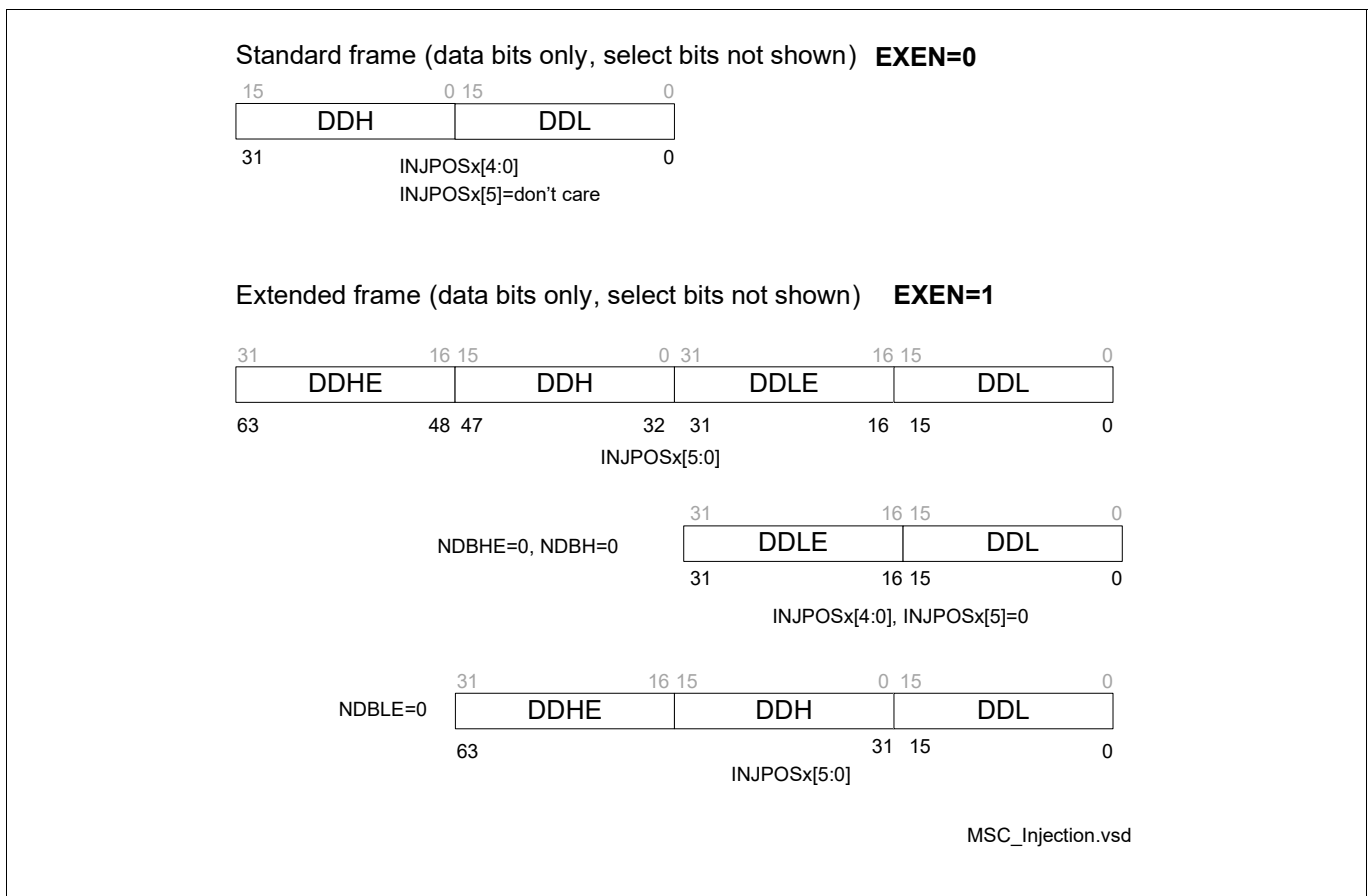 Standard frame (data bits only, select bits not shown) EXEN=0
15 0 15 0
DDH DDL
31 INJPOSx[4:0] 0
INJPOSx[5]=don't care
Extended frame (data bits only, select bits not shown) EXEN=1
31 16 15 0 31 16 15 0
DDHE DDH DDLE DDL
63 48 47 32 31 16 15 0
INJPOSx[5:0]
31 16 15 0
NDBHE=0, NDBH=0 DDLE DDL
31 16 15 0
INJPOSx[4:0], INJPOSx[5]=0
31 16 15 0 15 0
NDBLE=0 DDHE DDH DDL
63 31 15 0
INJPOSx[5:0]
MSC_Injection.vsd